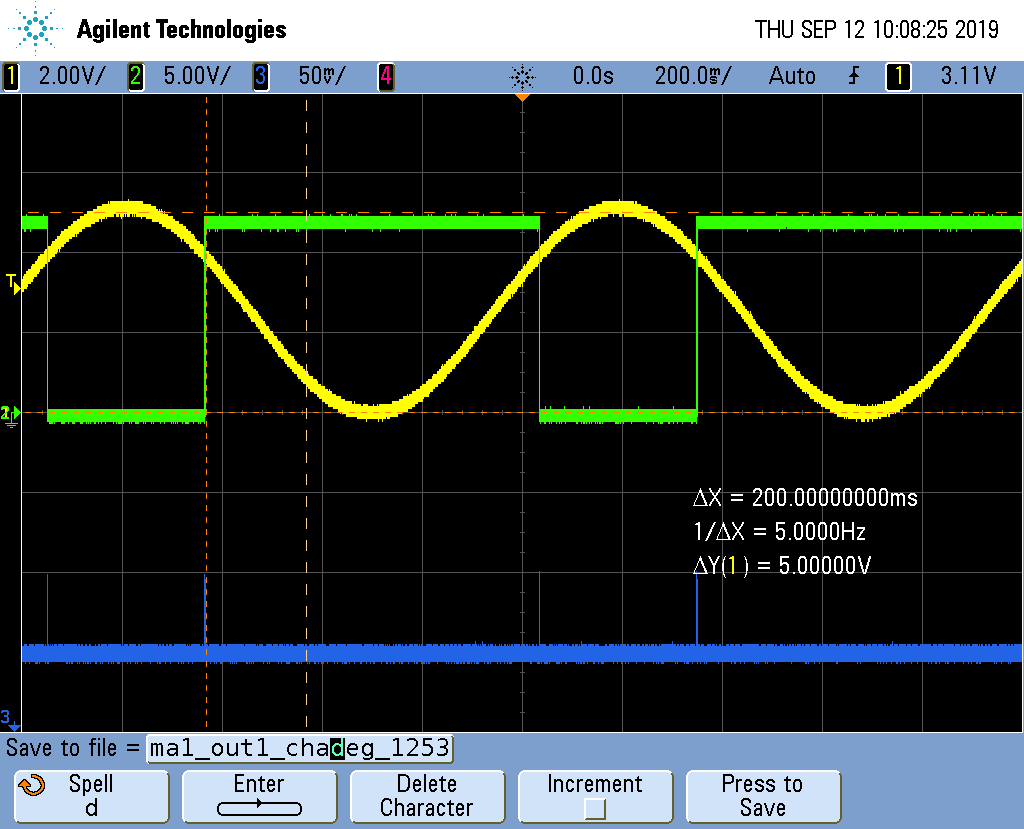 Agilent Technologies THU SEP 12 10:08:25 2019
1 2.00V/ 2 5.00V/ 3 50mV/ 4 0.0s 200.0ms/ Auto 1 3.11V
T
2
ΔX = 200.00000000ms
1/ΔX = 5.0000Hz
ΔY(1) = 5.00000V
3
Save to file = ma1_out1_chadeg_1253
Spell Enter Delete Increment Press to
d Character Save